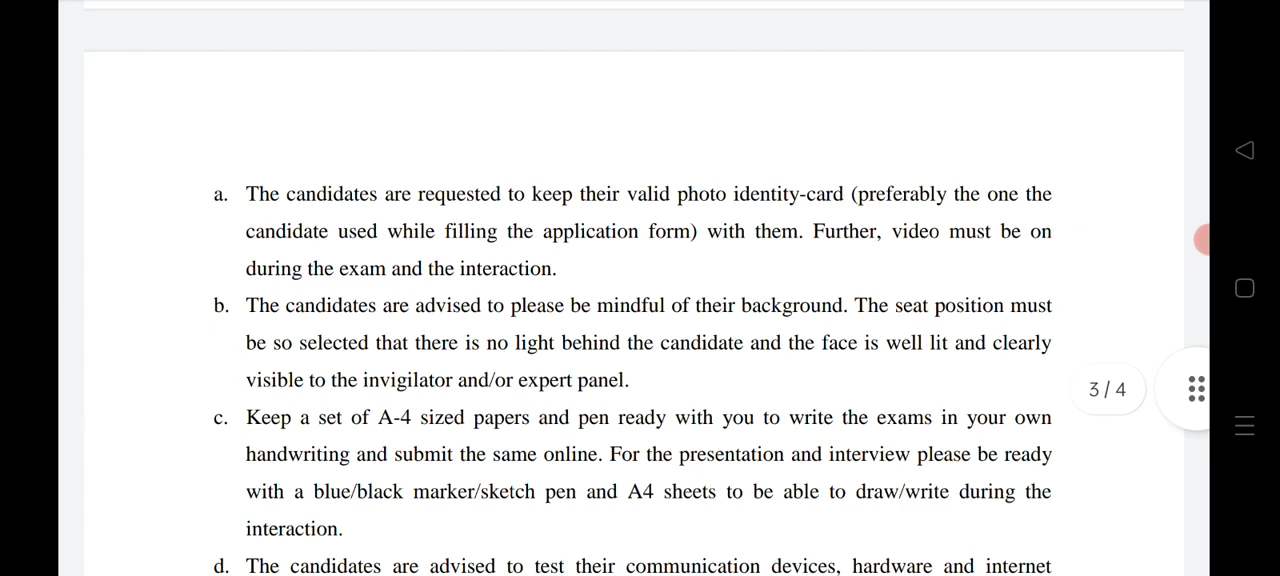 a. The candidates are requested to keep their valid photo identity-card (preferably the one the
candidate used while filling the application form) with them. Further, video must be on
during the exam and the interaction.
b. The candidates are advised to please be mindful of their background. The seat position must
be so selected that there is no light behind the candidate and the face is well lit and clearly
visible to the invigilator and/or expert panel.
c. Keep a set of A-4 sized papers and pen ready with you to write the exams in your own
handwriting and submit the same online. For the presentation and interview please be ready
with a blue/black marker/sketch pen and A4 sheets to be able to draw/write during the
interaction.
d. The candidates are advised to test their communication devices, hardware and internet
3 / 4